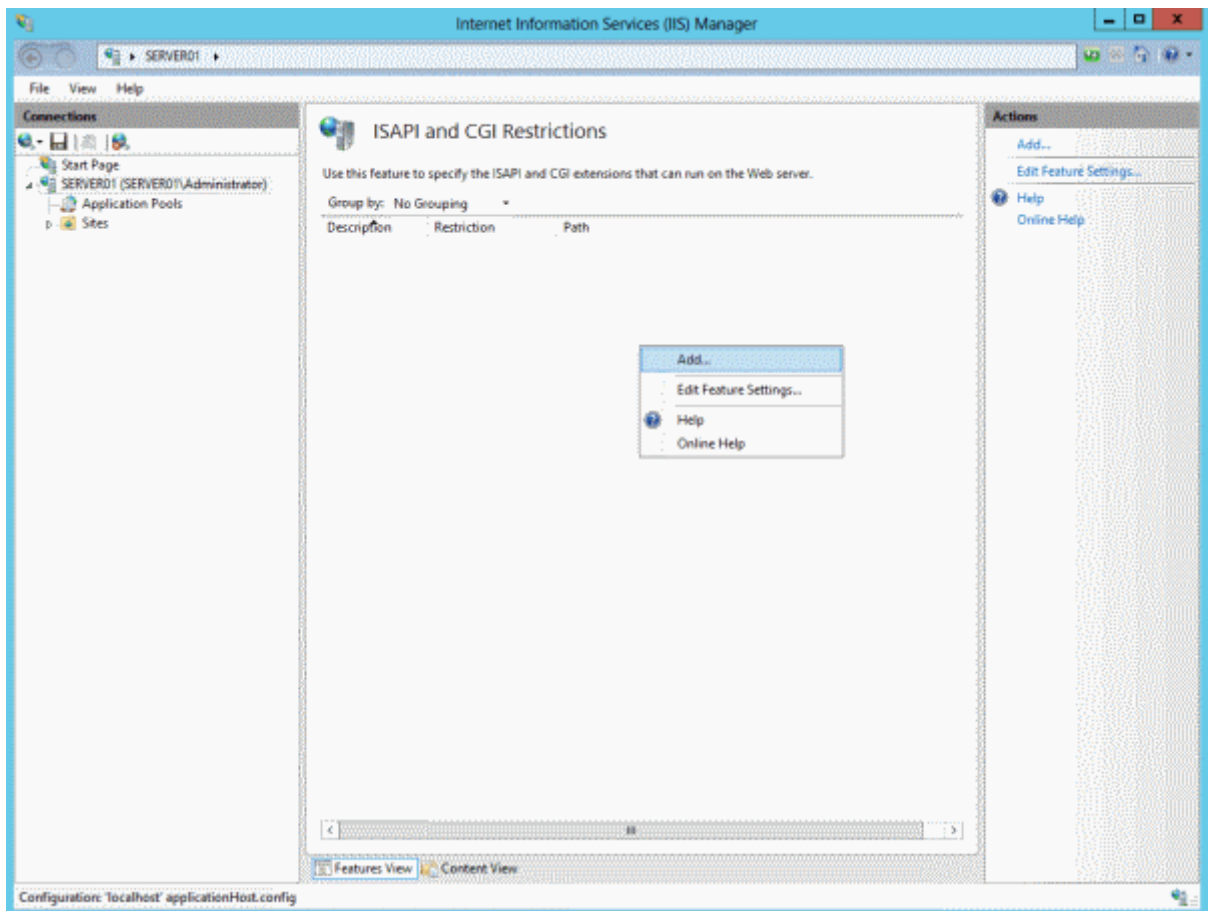 Internet Information Services (IIS) Manager
SERVER01
File View Help
Connections
Start Page
SERVER01 (SERVER01\Administrator)
Application Pools
Sites
ISAPI and CGI Restrictions
Use this feature to specify the ISAPI and CGI extensions that can run on the Web server.
Group by: No Grouping
Description Restriction Path
Add...
Edit Feature Settings...
Help
Online Help
Features View Content View
Actions
Add...
Edit Feature Settings...
Help
Online Help
Configuration: 'localhost' applicationHost.config